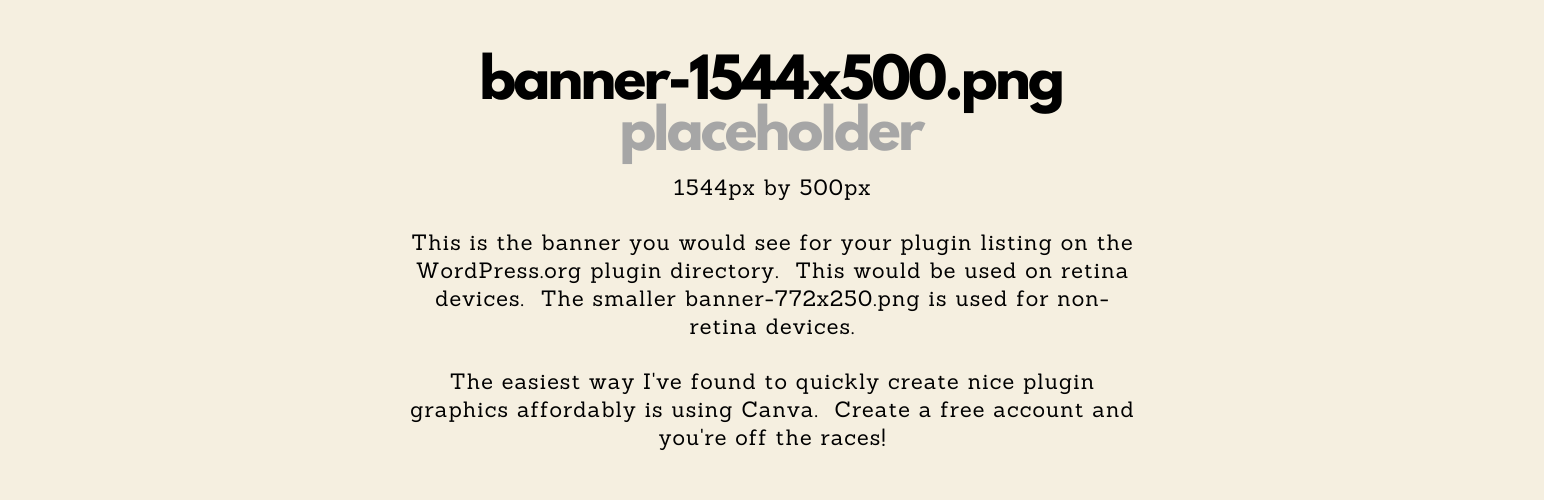 banner-1544x500.png
placeholder
1544px by 500px
This is the banner you would see for your plugin listing on the
WordPress.org plugin directory.  This would be used on retina
devices.  The smaller banner-772x250.png is used for non-
retina devices.
The easiest way I've found to quickly create nice plugin
graphics affordably is using Canva.  Create a free account and
you're off the races!